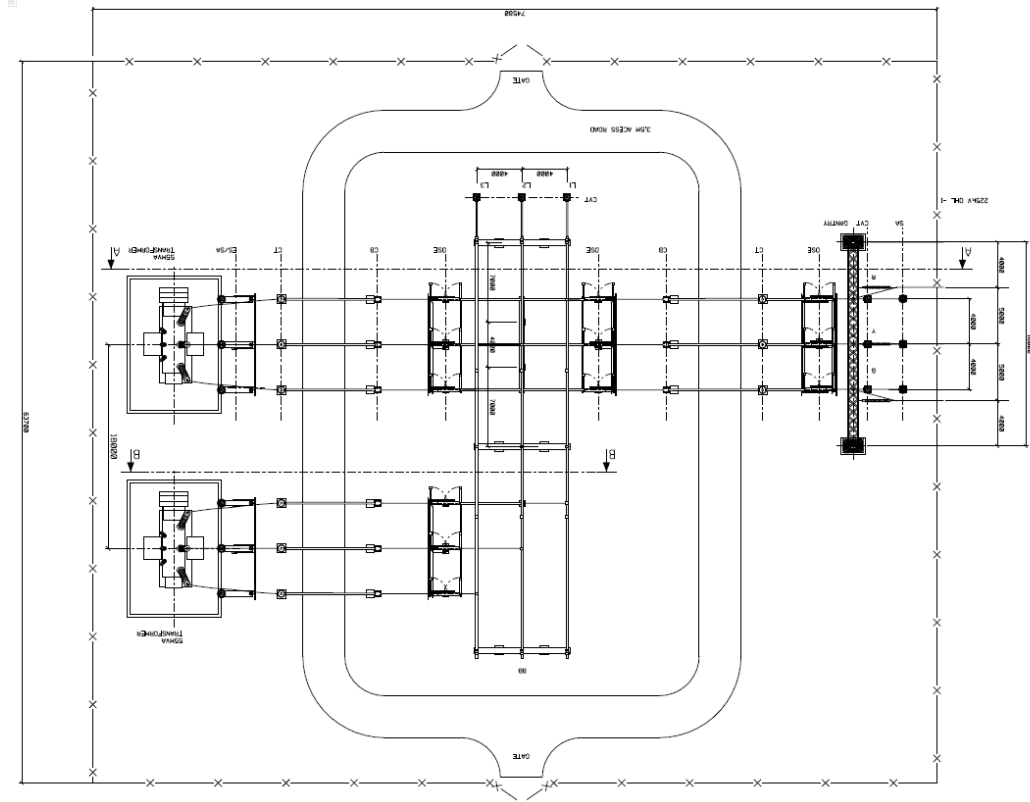 74500
GATE
3.5M ACESS ROAD
4000
4000
L3
L2
L1
CVT
225kV OHL -1
SA
CVT
GANTRY
DSE
CT
CB
DSE
DSE
CB
CT
ES/SA
55MVA
TRANSFORMER
A
A
4000
5000
5000
4000
4000
4000
R
Y
B
7000
4000
7000
63700
18000
B
B
55MVA
TRANSFORMER
BB
GATE